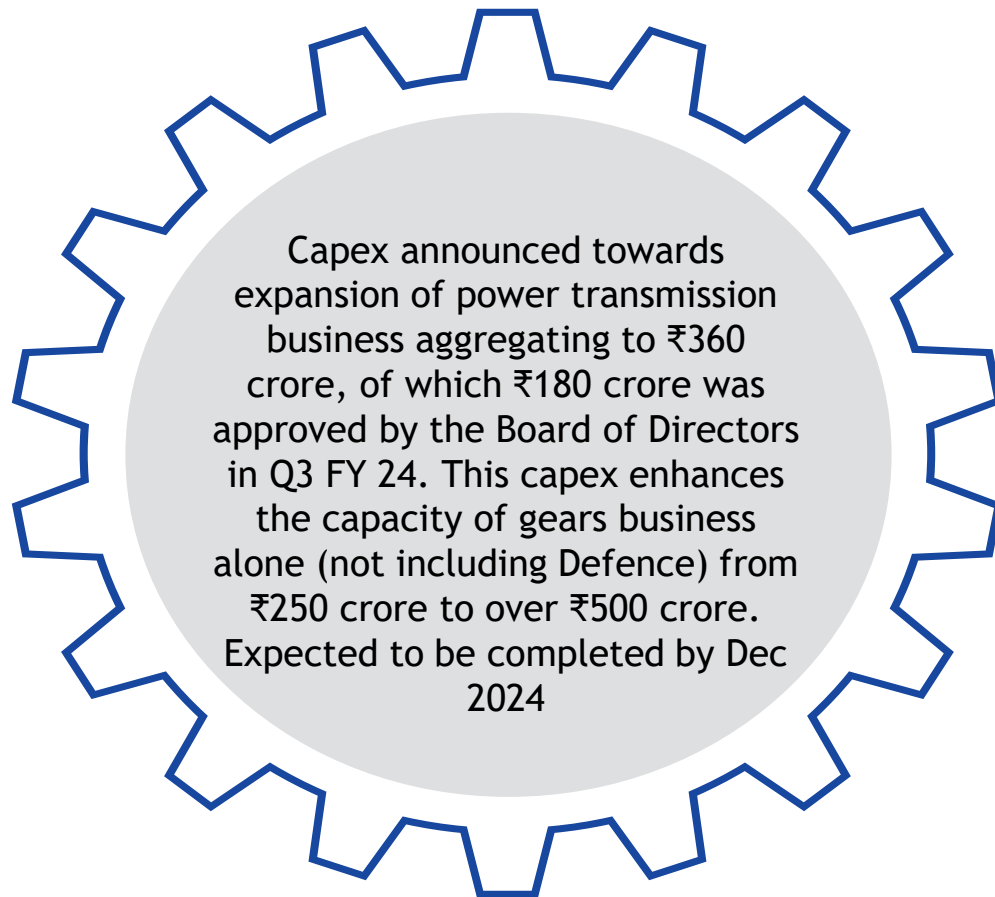 Capex announced towards
expansion of power transmission
business aggregating to ₹360
crore, of which ₹180 crore was
approved by the Board of Directors
in Q3 FY 24. This capex enhances
the capacity of gears business
alone (not including Defence) from
₹250 crore to over ₹500 crore.
Expected to be completed by Dec
2024